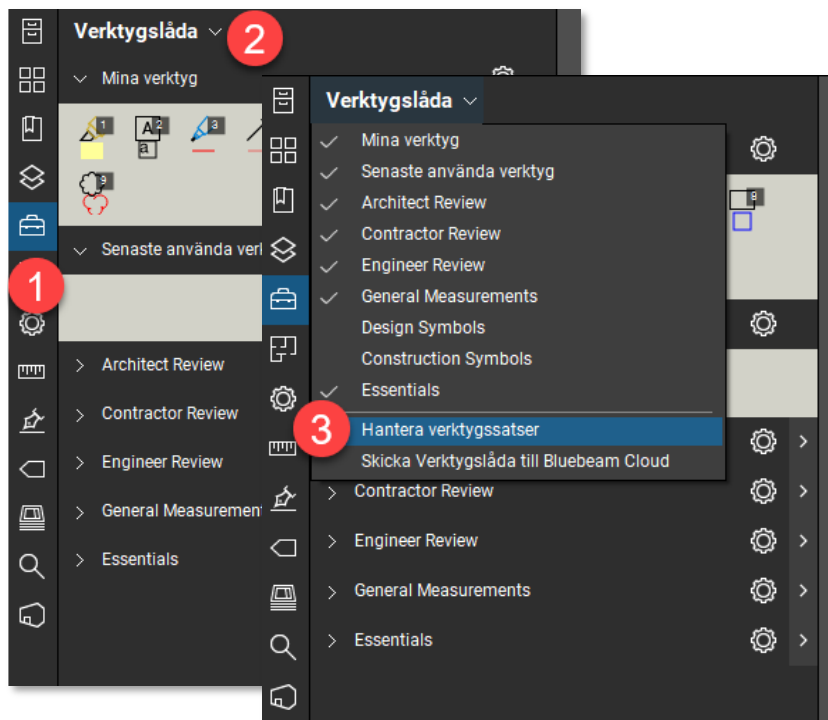 Verktygslåda
2
Mina verktyg
1
A 2
a
3
9
1
Senaste använda verl
Architect Review
Contractor Review
Engineer Review
General Measurement
Essentials
Verktygslåda
Mina verktyg
Senaste använda verktyg
Architect Review
Contractor Review
Engineer Review
General Measurements
Design Symbols
Construction Symbols
Essentials
3
Hantera verktygssatser
Skicka Verktygslåda till Bluebeam Cloud
8
Contractor Review
Engineer Review
General Measurements
Essentials